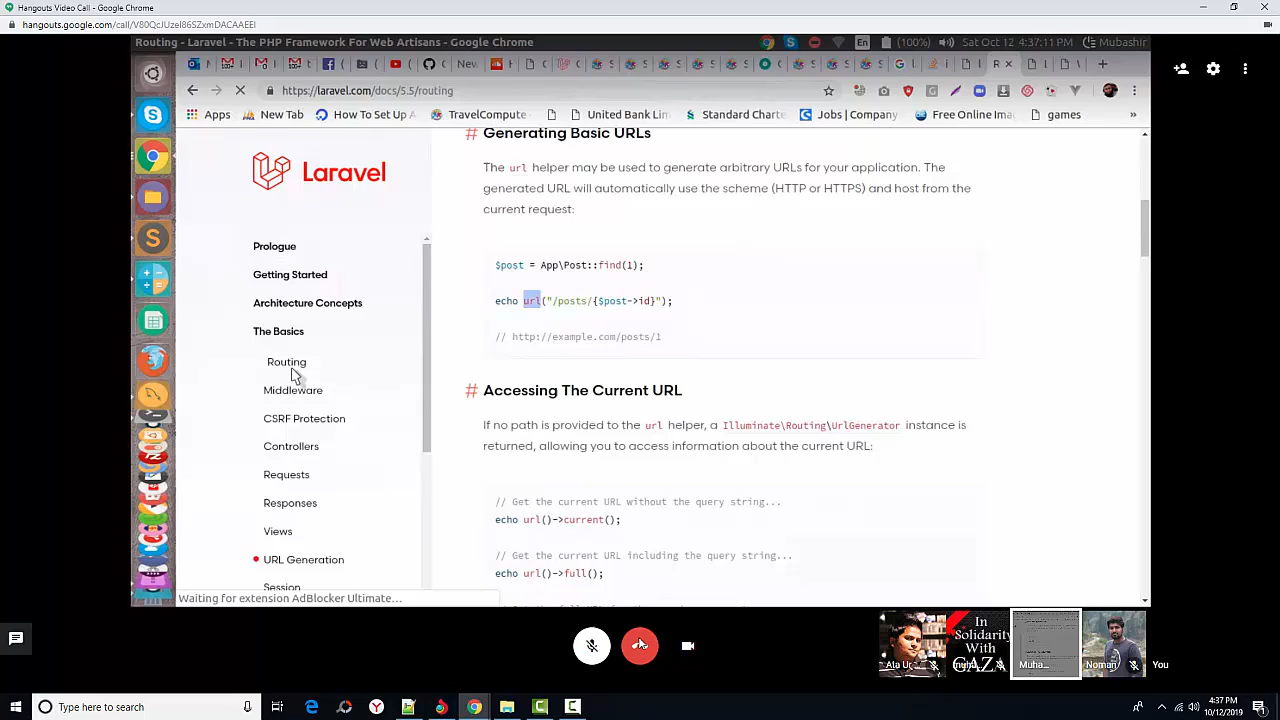 Hangouts Video Call - Google Chrome
hangouts.google.com/call/V80QcJUzeI86SZxmDACAAEEI
Routing - Laravel - The PHP Framework For Web Artisans - Google Chrome
En (100%) Sat Oct 12 4:37:11 PM Mubashir
https://laravel.com/docs/5.5/routing
Apps New Tab How To Set Up TravelCompute United Bank Lim Standard Charte Jobs | Company Free Online Ima games »
# Generating Basic URLs
The url helper may be used to generate arbitrary URLs for your application. The
generated URL will automatically use the scheme (HTTP or HTTPS) and host from the
current request:
$post = App\Post::find(1);
echo url("/posts/{$post->id}");
// http://example.com/posts/1
# Accessing The Current URL
If no path is provided to the url helper, a Illuminate\Routing\UrlGenerator instance is
returned, allowing you to access information about the current URL:
// Get the current URL without the query string...
echo url()->current();
// Get the current URL including the query string...
echo url()->full();
Laravel
Prologue
Getting Started
Architecture Concepts
The Basics
Routing
Middleware
CSRF Protection
Controllers
Requests
Responses
Views
URL Generation
Session
Waiting for extension AdBlocker Ultimate...
In
Solidarity
With
GAZA
Ata Ur
Muha...
Noman
You
Type here to search
4:37 PM
10/12/2019